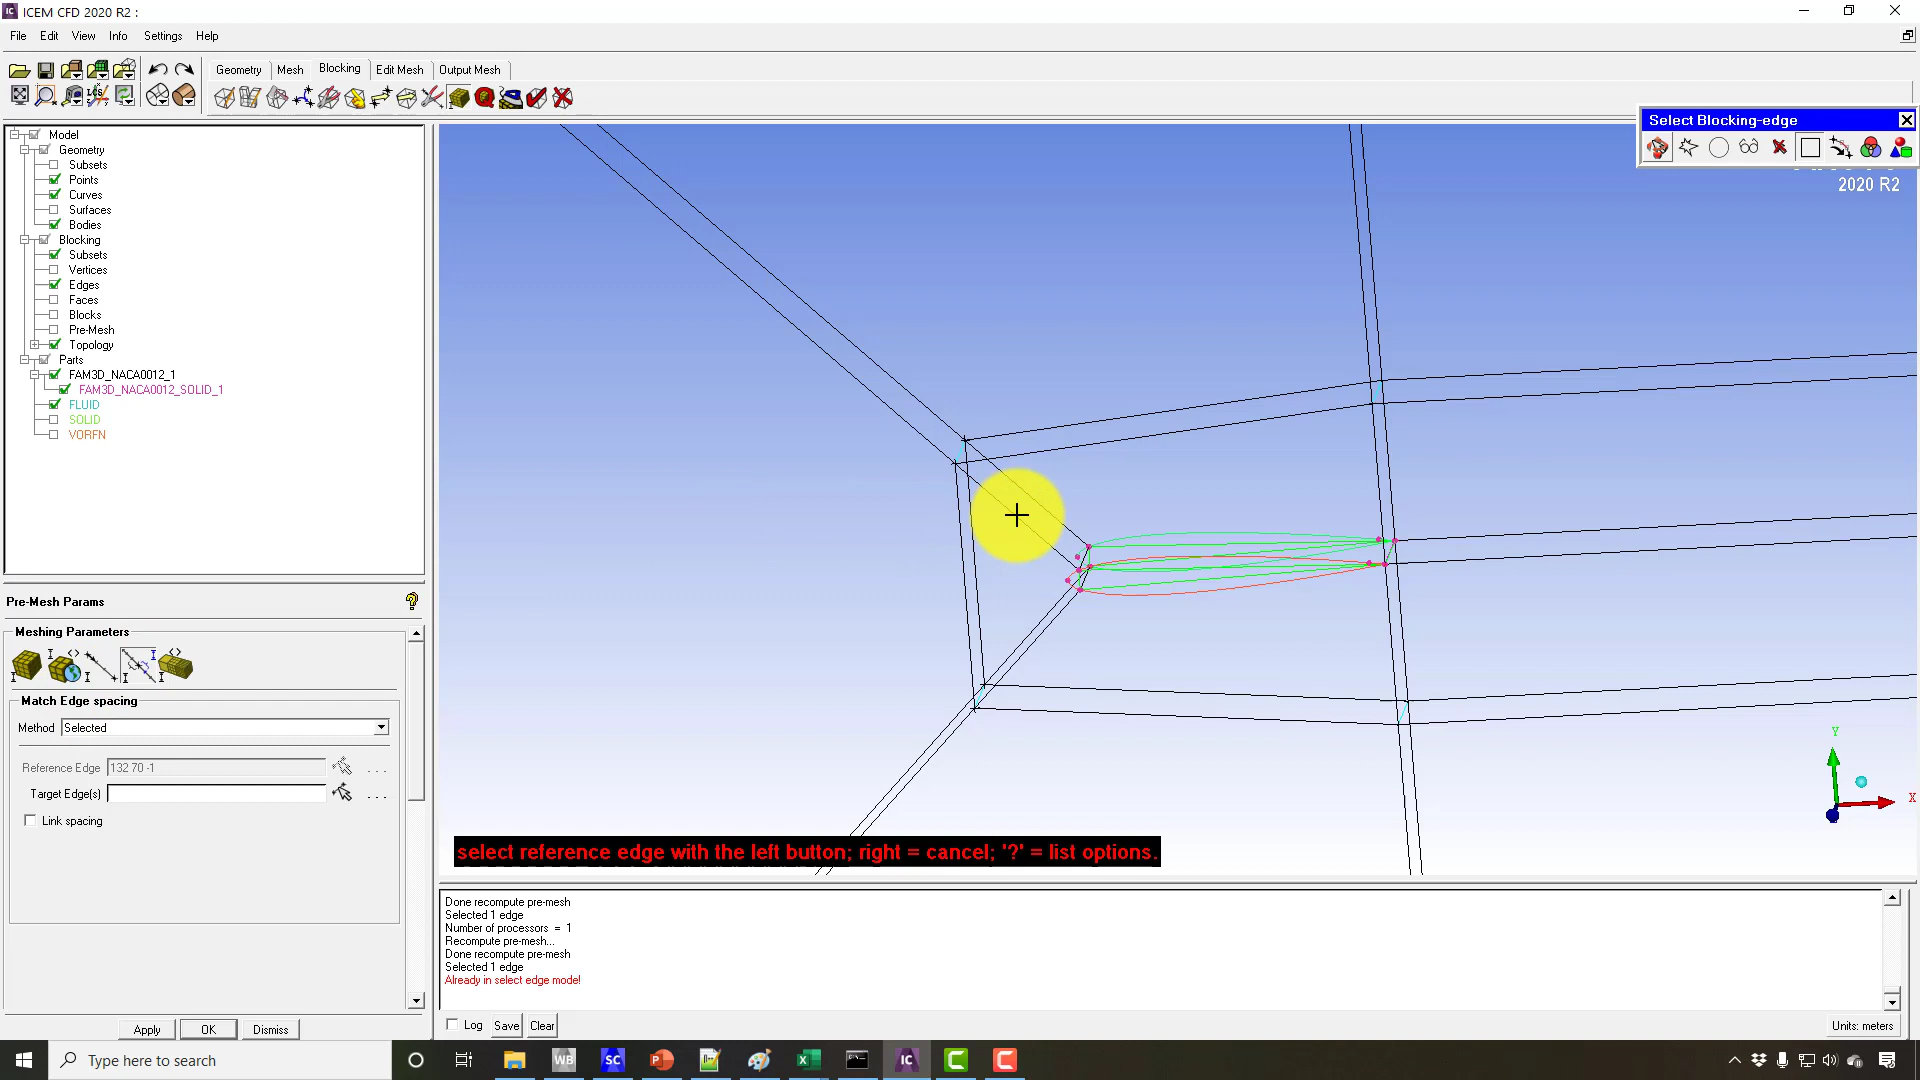 ICEM CFD 2020 R2 :
File Edit View Info Settings Help
Geometry Mesh Blocking Edit Mesh Output Mesh
LCS
Select Blocking-edge
2020 R2
Model
Geometry
Subsets
Points
Curves
Surfaces
Bodies
Blocking
Subsets
Vertices
Edges
Faces
Blocks
Pre-Mesh
Topology
Parts
FAM3D_NACA0012_1
FAM3D_NACA0012_SOLID_1
FLUID
SOLID
VORFN
Pre-Mesh Params
Meshing Parameters
Match Edge spacing
Method Selected
Reference Edge 132 70 -1 ...
Target Edge(s) ...
Link spacing
Apply OK Dismiss
Y
X
select reference edge with the left button; right = cancel; '?' = list options.
Done recompute pre-mesh
Selected 1 edge
Number of processors = 1
Recompute pre-mesh...
Done recompute pre-mesh
Selected 1 edge
Already in select edge mode!
Log Save Clear
Units: meters
Type here to search
WB SC IC